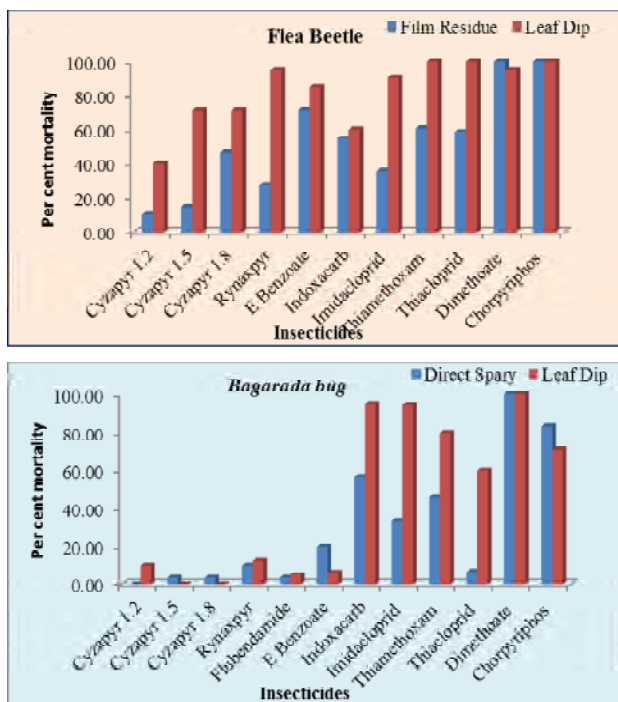 Film Residue Leaf Dip
Flea Beetle
Per cent mortality
100.00
80.00
60.00
40.00
20.00
0.00
Cyzapyr 1.2
Cyzapyr 1.5
Cyzapyr 1.8
Rynaxpyr
E Benzoate
Indoxacarb
Imidacloprid
Thiamethoxam
Thiacloprid
Dimethoate
Chorpyriphos
Insecticides
Direct Spary Leaf Dip
Bagarada bug
Per cent mortality
100.00
80.00
60.00
40.00
20.00
0.00
Cyzapyr 1.2
Cyzapyr 1.5
Cyzapyr 1.8
Rynaxpyr
Flubendamide
E Benzoate
Indoxacarb
Imidacloprid
Thiamethoxam
Thiacloprid
Dimethoate
Chorpyriphos
Insecticides